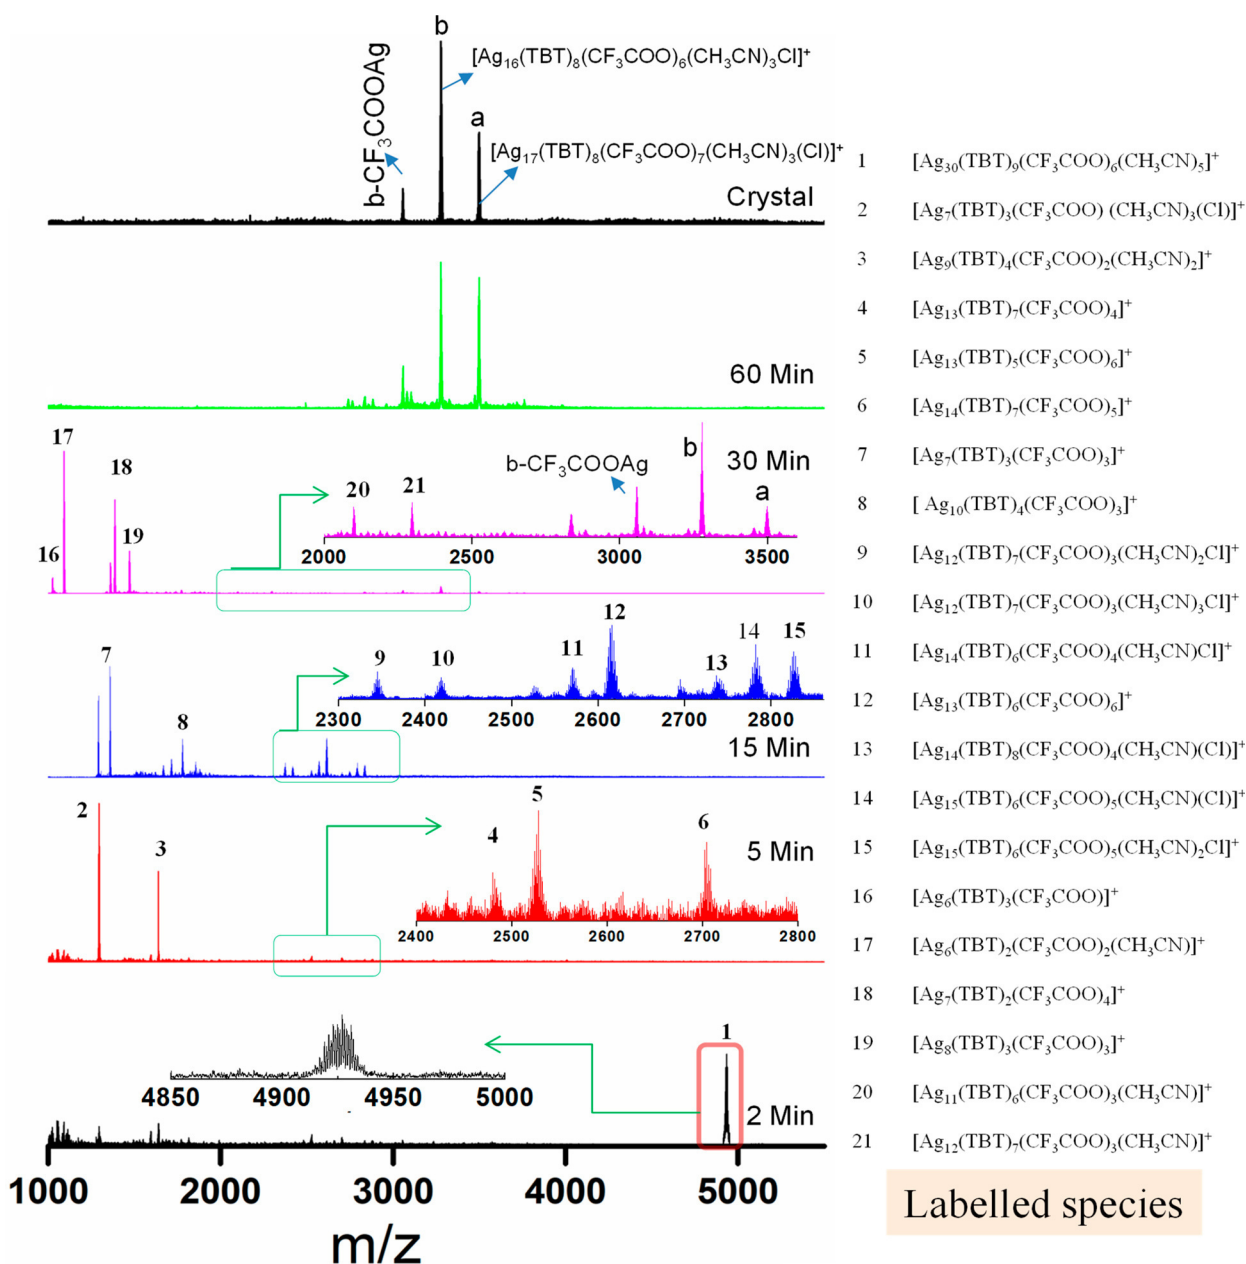 b
[Ag₁₆(TBT)₈(CF₃COO)₆(CH₃CN)₃Cl]⁺
b-CF₃COOAg
a
[Ag₁₇(TBT)₈(CF₃COO)₇(CH₃CN)₃(Cl)]⁺
Crystal
60 Min
17
18
19
16
b-CF₃COOAg
b
30 Min
20
21
a
2000 2500 3000 3500
7
8
9
10
11
12
13
14
15
2300 2400 2500 2600 2700 2800
15 Min
2
3
4
5
6
5 Min
2400 2500 2600 2700 2800
1
4850 4900 4950 5000
2 Min
1000 2000 3000 4000 5000
m/z
1 [Ag₃₀(TBT)₉(CF₃COO)₆(CH₃CN)₅]⁺
2 [Ag₇(TBT)₃(CF₃COO) (CH₃CN)₃(Cl)]⁺
3 [Ag₉(TBT)₄(CF₃COO)₂(CH₃CN)₂]⁺
4 [Ag₁₃(TBT)₇(CF₃COO)₄]⁺
5 [Ag₁₃(TBT)₅(CF₃COO)₆]⁺
6 [Ag₁₄(TBT)₇(CF₃COO)₅]⁺
7 [Ag₇(TBT)₃(CF₃COO)₃]⁺
8 [ Ag₁₀(TBT)₄(CF₃COO)₃]⁺
9 [Ag₁₂(TBT)₇(CF₃COO)₃(CH₃CN)₂Cl]⁺
10 [Ag₁₂(TBT)₇(CF₃COO)₃(CH₃CN)₃Cl]⁺
11 [Ag₁₄(TBT)₆(CF₃COO)₄(CH₃CN)Cl]⁺
12 [Ag₁₃(TBT)₆(CF₃COO)₆]⁺
13 [Ag₁₄(TBT)₈(CF₃COO)₄(CH₃CN)(Cl)]⁺
14 [Ag₁₅(TBT)₆(CF₃COO)₅(CH₃CN)(Cl)]⁺
15 [Ag₁₅(TBT)₆(CF₃COO)₅(CH₃CN)₂Cl]⁺
16 [Ag₆(TBT)₃(CF₃COO)]⁺
17 [Ag₆(TBT)₂(CF₃COO)₂(CH₃CN)]⁺
18 [Ag₇(TBT)₂(CF₃COO)₄]⁺
19 [Ag₈(TBT)₃(CF₃COO)₃]⁺
20 [Ag₁₁(TBT)₆(CF₃COO)₃(CH₃CN)]⁺
21 [Ag₁₂(TBT)₇(CF₃COO)₃(CH₃CN)]⁺
Labelled species